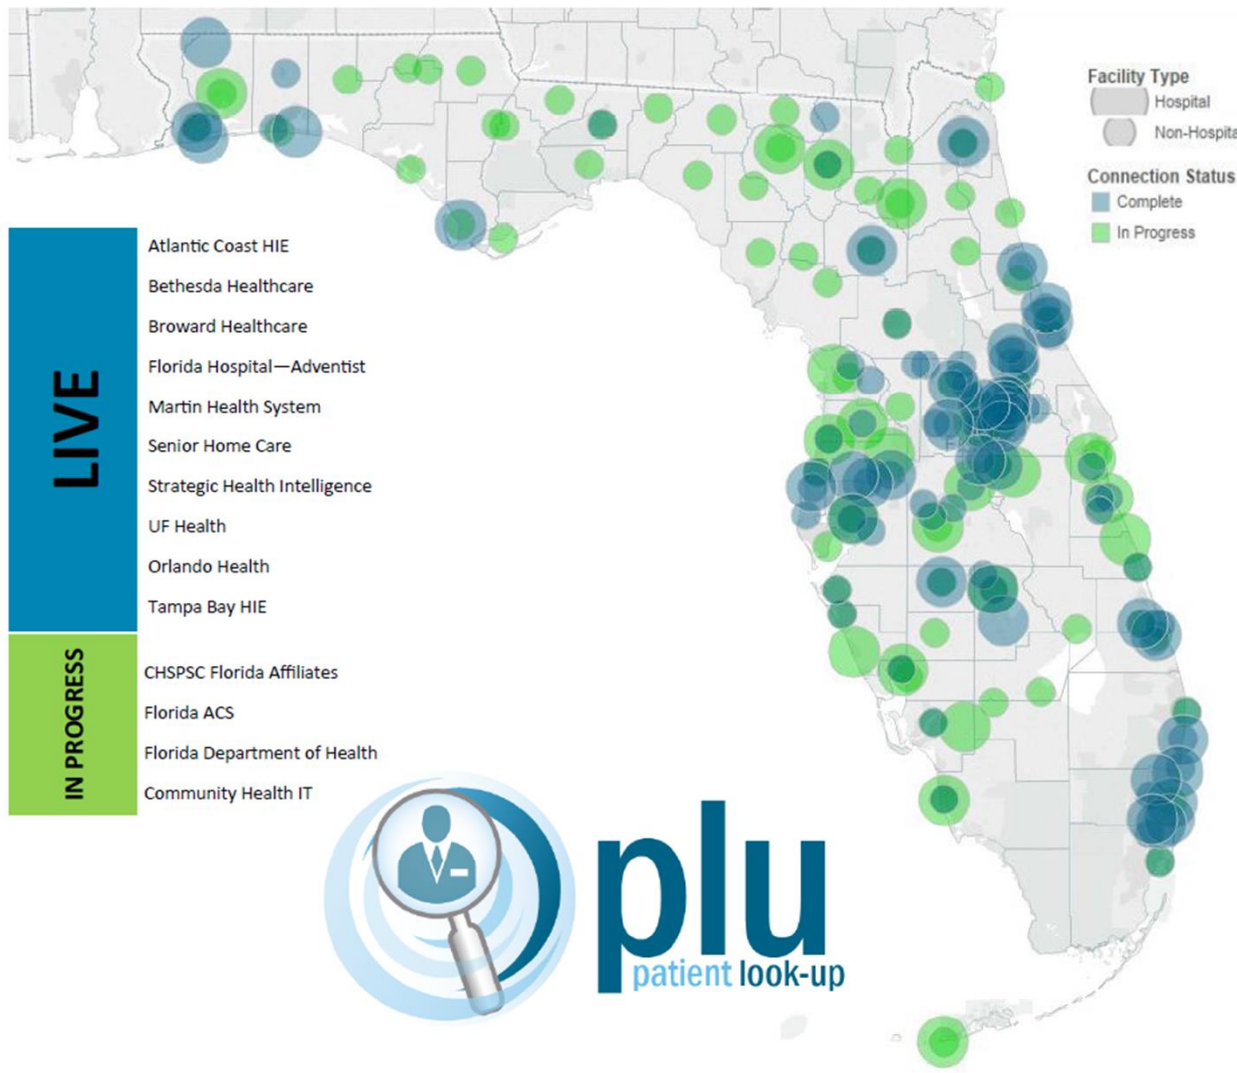 Facility Type
Hospital
Non-Hospita
Connection Status
Complete
In Progress
LIVE
Atlantic Coast HIE
Bethesda Healthcare
Broward Healthcare
Florida Hospital—Adventist
Martin Health System
Senior Home Care
Strategic Health Intelligence
UF Health
Orlando Health
Tampa Bay HIE
IN PROGRESS
CHSPSC Florida Affiliates
Florida ACS
Florida Department of Health
Community Health IT
plu
patient look-up